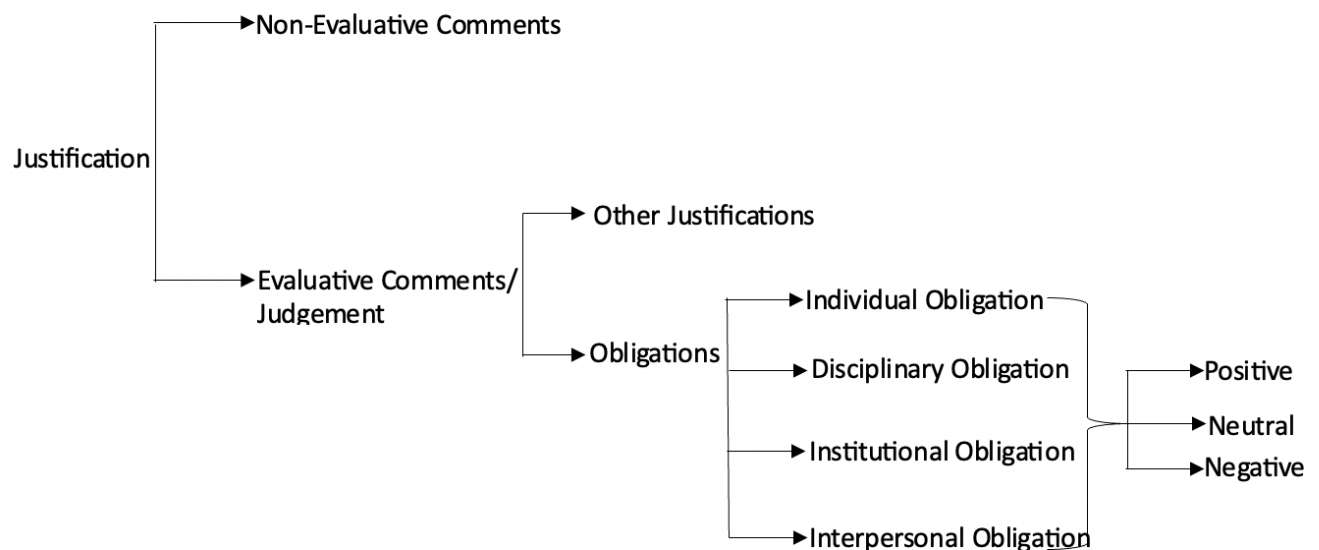 Non-Evaluative Comments
Justification
Other Justifications
Evaluative Comments/
Judgement
Individual Obligation
Obligations
Disciplinary Obligation
Positive
Neutral
Institutional Obligation
Negative
Interpersonal Obligation